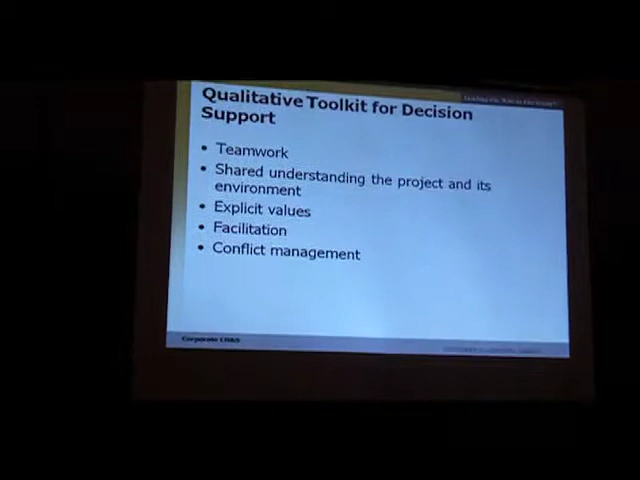 Qualitative Toolkit for Decision
Support
• Teamwork
• Shared understanding the project and its
environment
• Explicit values
• Facilitation
• Conflict management
Corporate